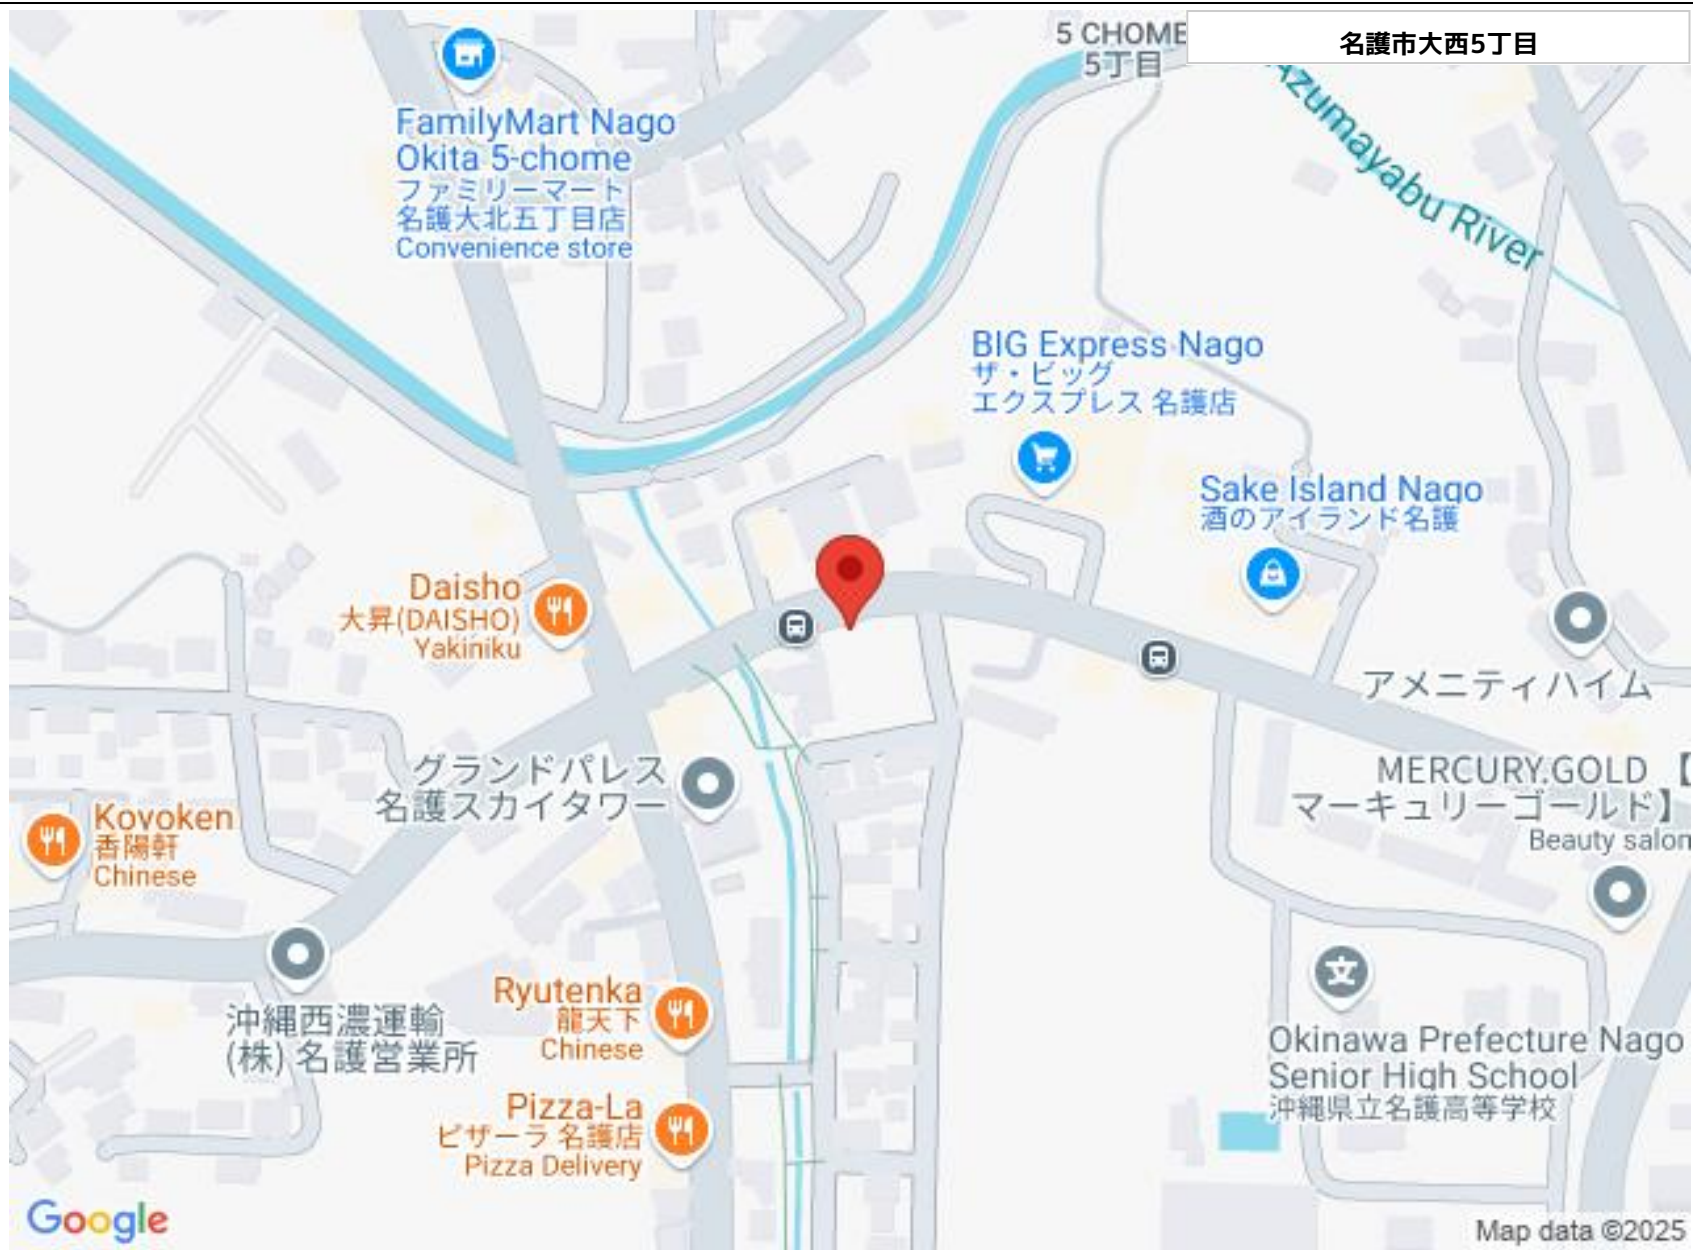 名護市大西5丁目
5 CHOME
5丁目
Azumayabu River
FamilyMart Nago
Okita 5-chome
ファミリーマート
名護大北五丁目店
Convenience store
BIG Express Nago
ザ・ビッグ
エクスプレス 名護店
Sake Island Nago
酒のアイランド名護
Daisho
大昇(DAISHO)
Yakiniku
アメニティハイム
グランドパレス
名護スカイタワー
MERCURY.GOLD 【
マーキュリーゴールド】
Beauty salon
Koyoken
香陽軒
Chinese
Ryutenka
龍天下
Chinese
沖縄西濃運輸
(株) 名護営業所
Okinawa Prefecture Nago
Senior High School
沖縄県立名護高等学校
Pizza-La
ピザーラ 名護店
Pizza Delivery
Google
Map data ©2025